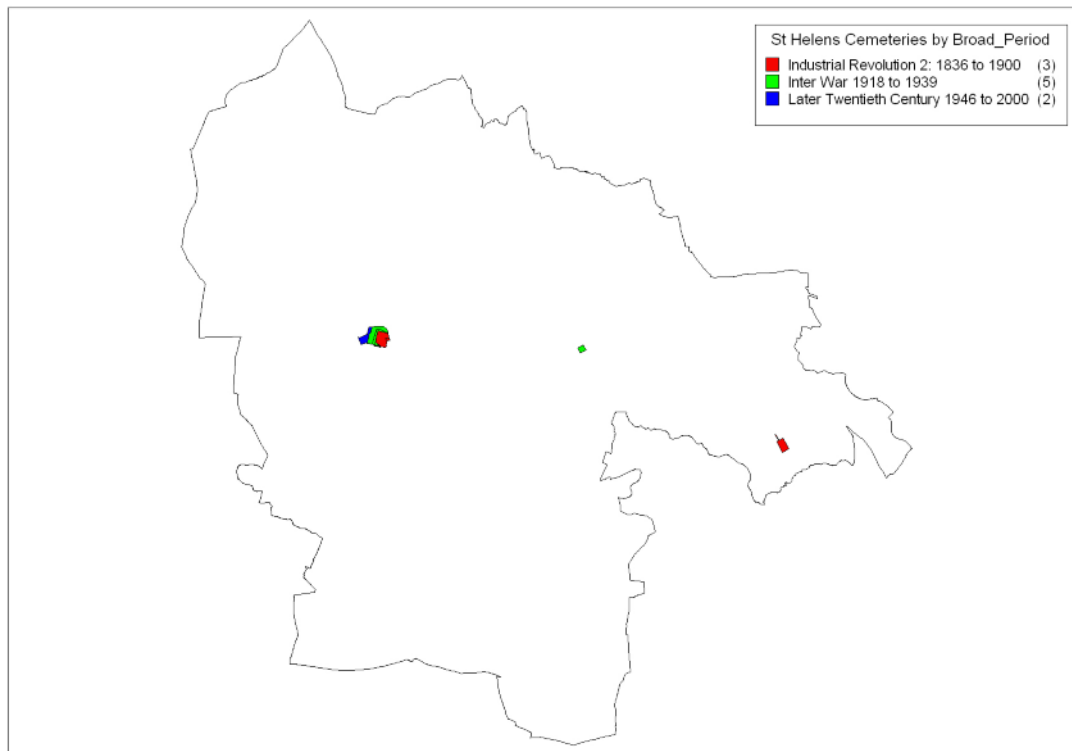 St Helens Cemeteries by Broad_Period
Industrial Revolution 2: 1836 to 1900 (3)
Inter War 1918 to 1939 (5)
Later Twentieth Century 1946 to 2000 (2)